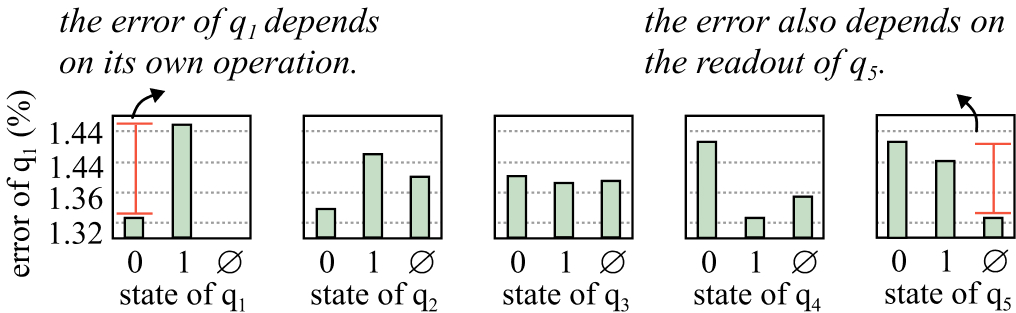 the error of q1 depends
on its own operation.
the error also depends on
the readout of q5.
error of q1 (%)
1.44
1.44
1.36
1.32
0 1 ∅
state of q1
0 1 ∅
state of q2
0 1 ∅
state of q3
0 1 ∅
state of q4
0 1 ∅
state of q5